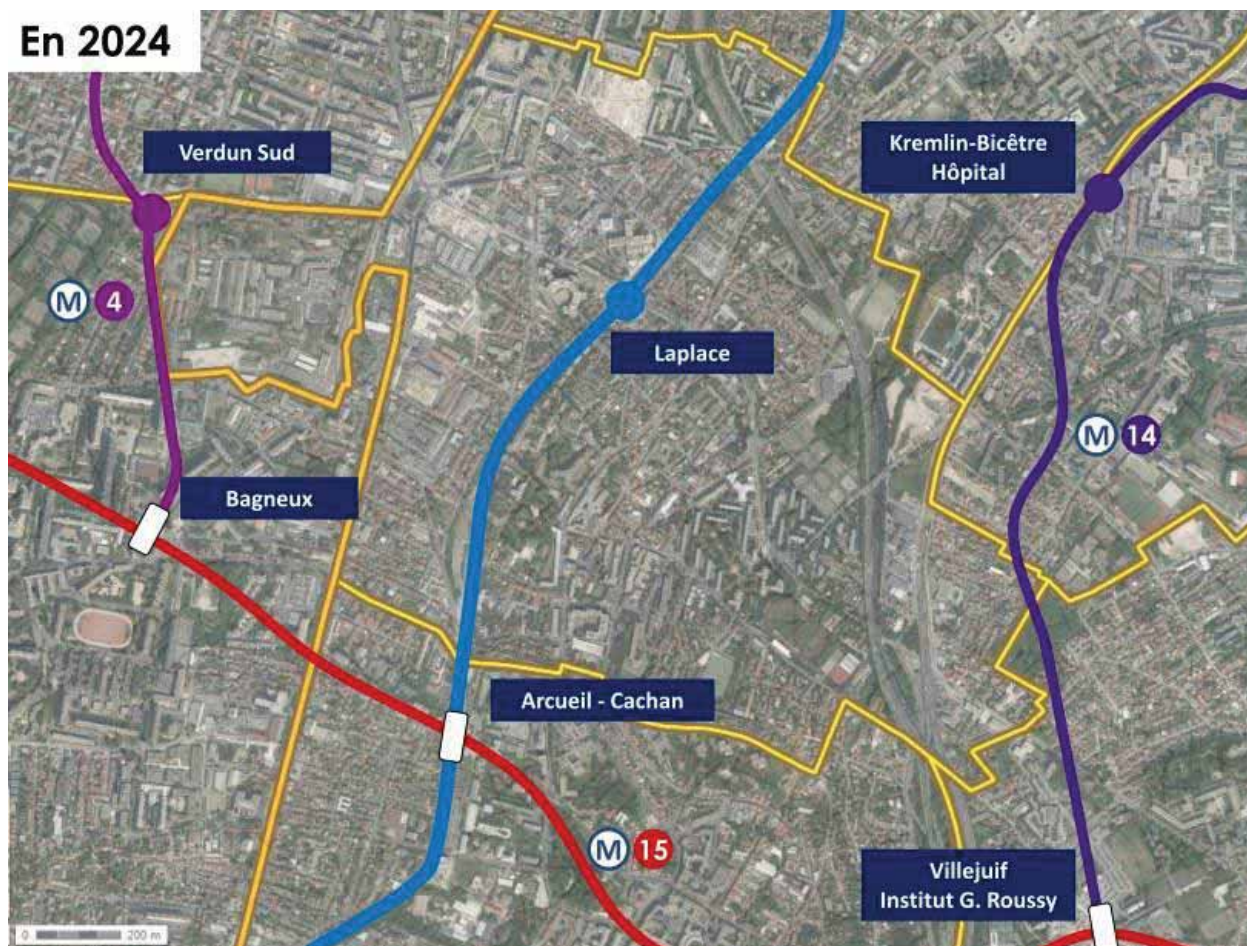 En 2024
Verdun Sud
Kremlin-Bicêtre
Hôpital
M 4
Laplace
M 14
Bagneux
Arcueil - Cachan
M 15
Villejuif
Institut G. Roussy
0 200 m